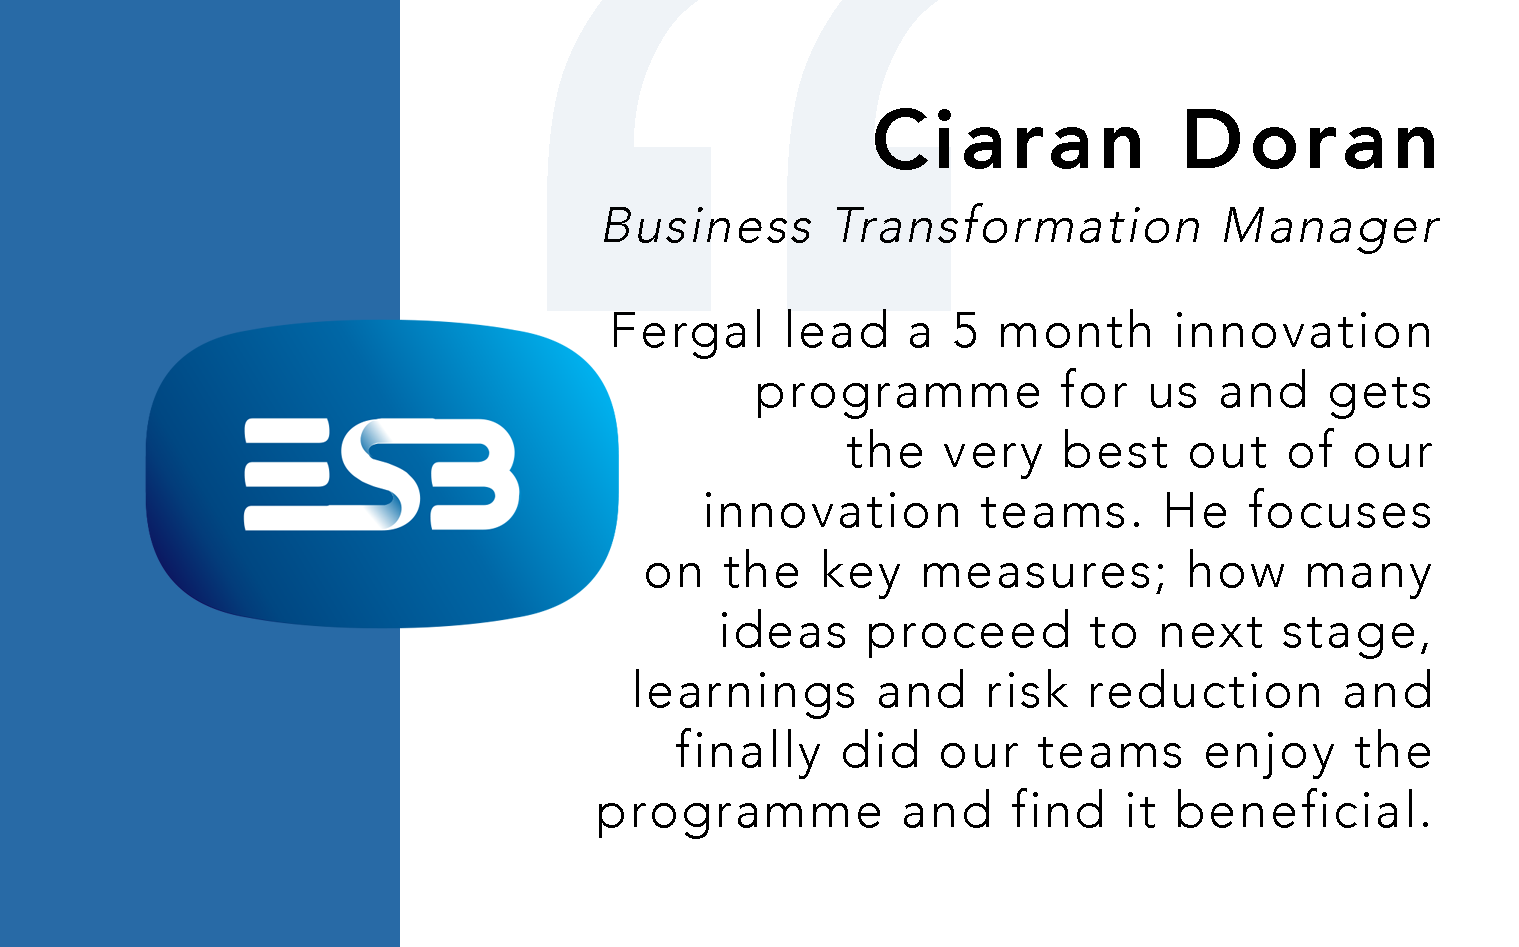 Ciaran Doran
Business Transformation Manager
Fergal lead a 5 month innovation
programme for us and gets
the very best out of our
innovation teams. He focuses
on the key measures; how many
ideas proceed to next stage,
learnings and risk reduction and
finally did our teams enjoy the
programme and find it beneficial.
ESB